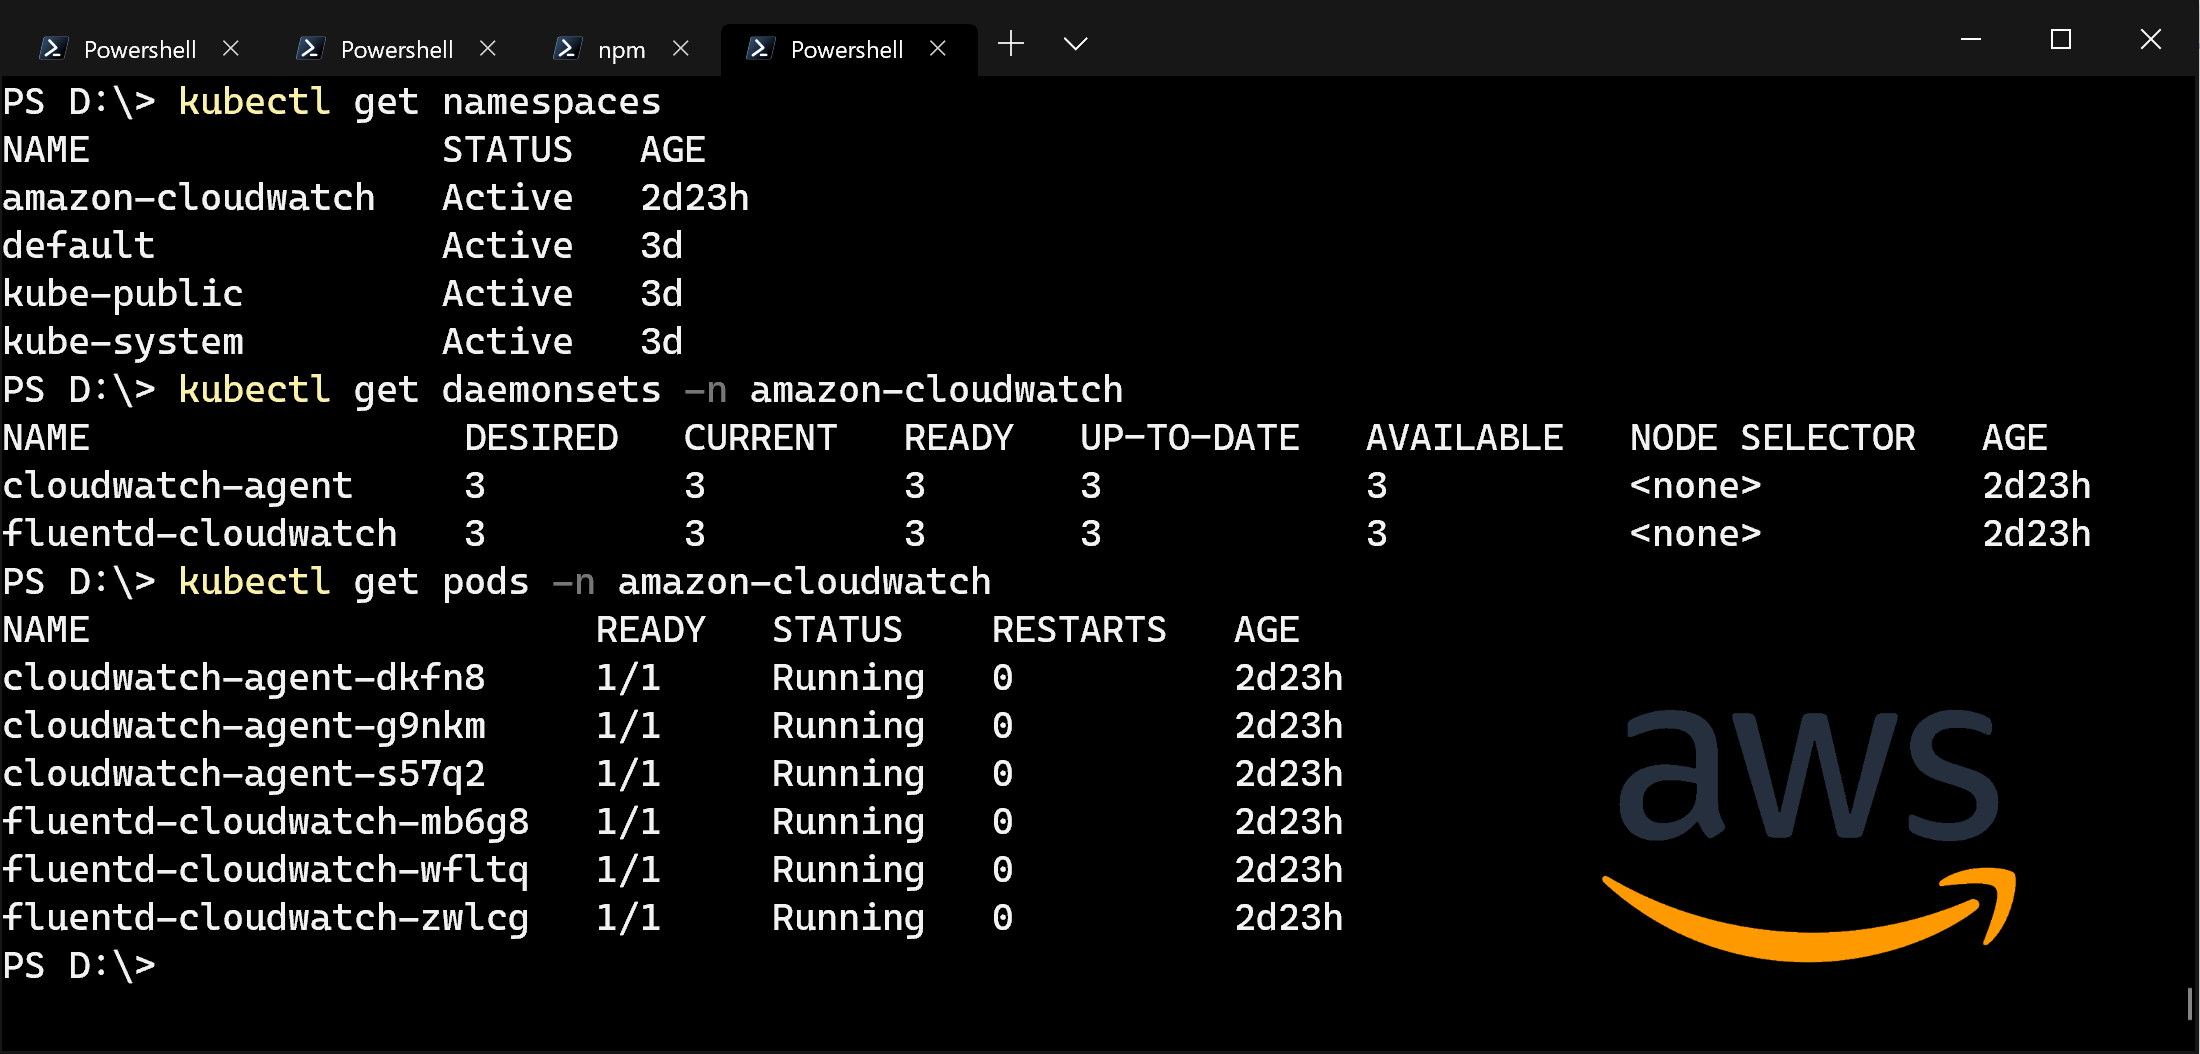 Powershell Powershell npm Powershell
PS D:\> kubectl get namespaces
NAME                STATUS   AGE
amazon-cloudwatch   Active   2d23h
default             Active   3d
kube-public         Active   3d
kube-system         Active   3d
PS D:\> kubectl get daemonsets -n amazon-cloudwatch
NAME                 DESIRED   CURRENT   READY   UP-TO-DATE   AVAILABLE   NODE SELECTOR   AGE
cloudwatch-agent     3         3         3       3            3           <none>          2d23h
fluentd-cloudwatch   3         3         3       3            3           <none>          2d23h
PS D:\> kubectl get pods -n amazon-cloudwatch
NAME                       READY   STATUS    RESTARTS   AGE
cloudwatch-agent-dkfn8     1/1     Running   0          2d23h
cloudwatch-agent-g9nkm     1/1     Running   0          2d23h
cloudwatch-agent-s57q2     1/1     Running   0          2d23h
fluentd-cloudwatch-mb6g8   1/1     Running   0          2d23h
fluentd-cloudwatch-wfltq   1/1     Running   0          2d23h
fluentd-cloudwatch-zwlcg   1/1     Running   0          2d23h
PS D:\>
aws